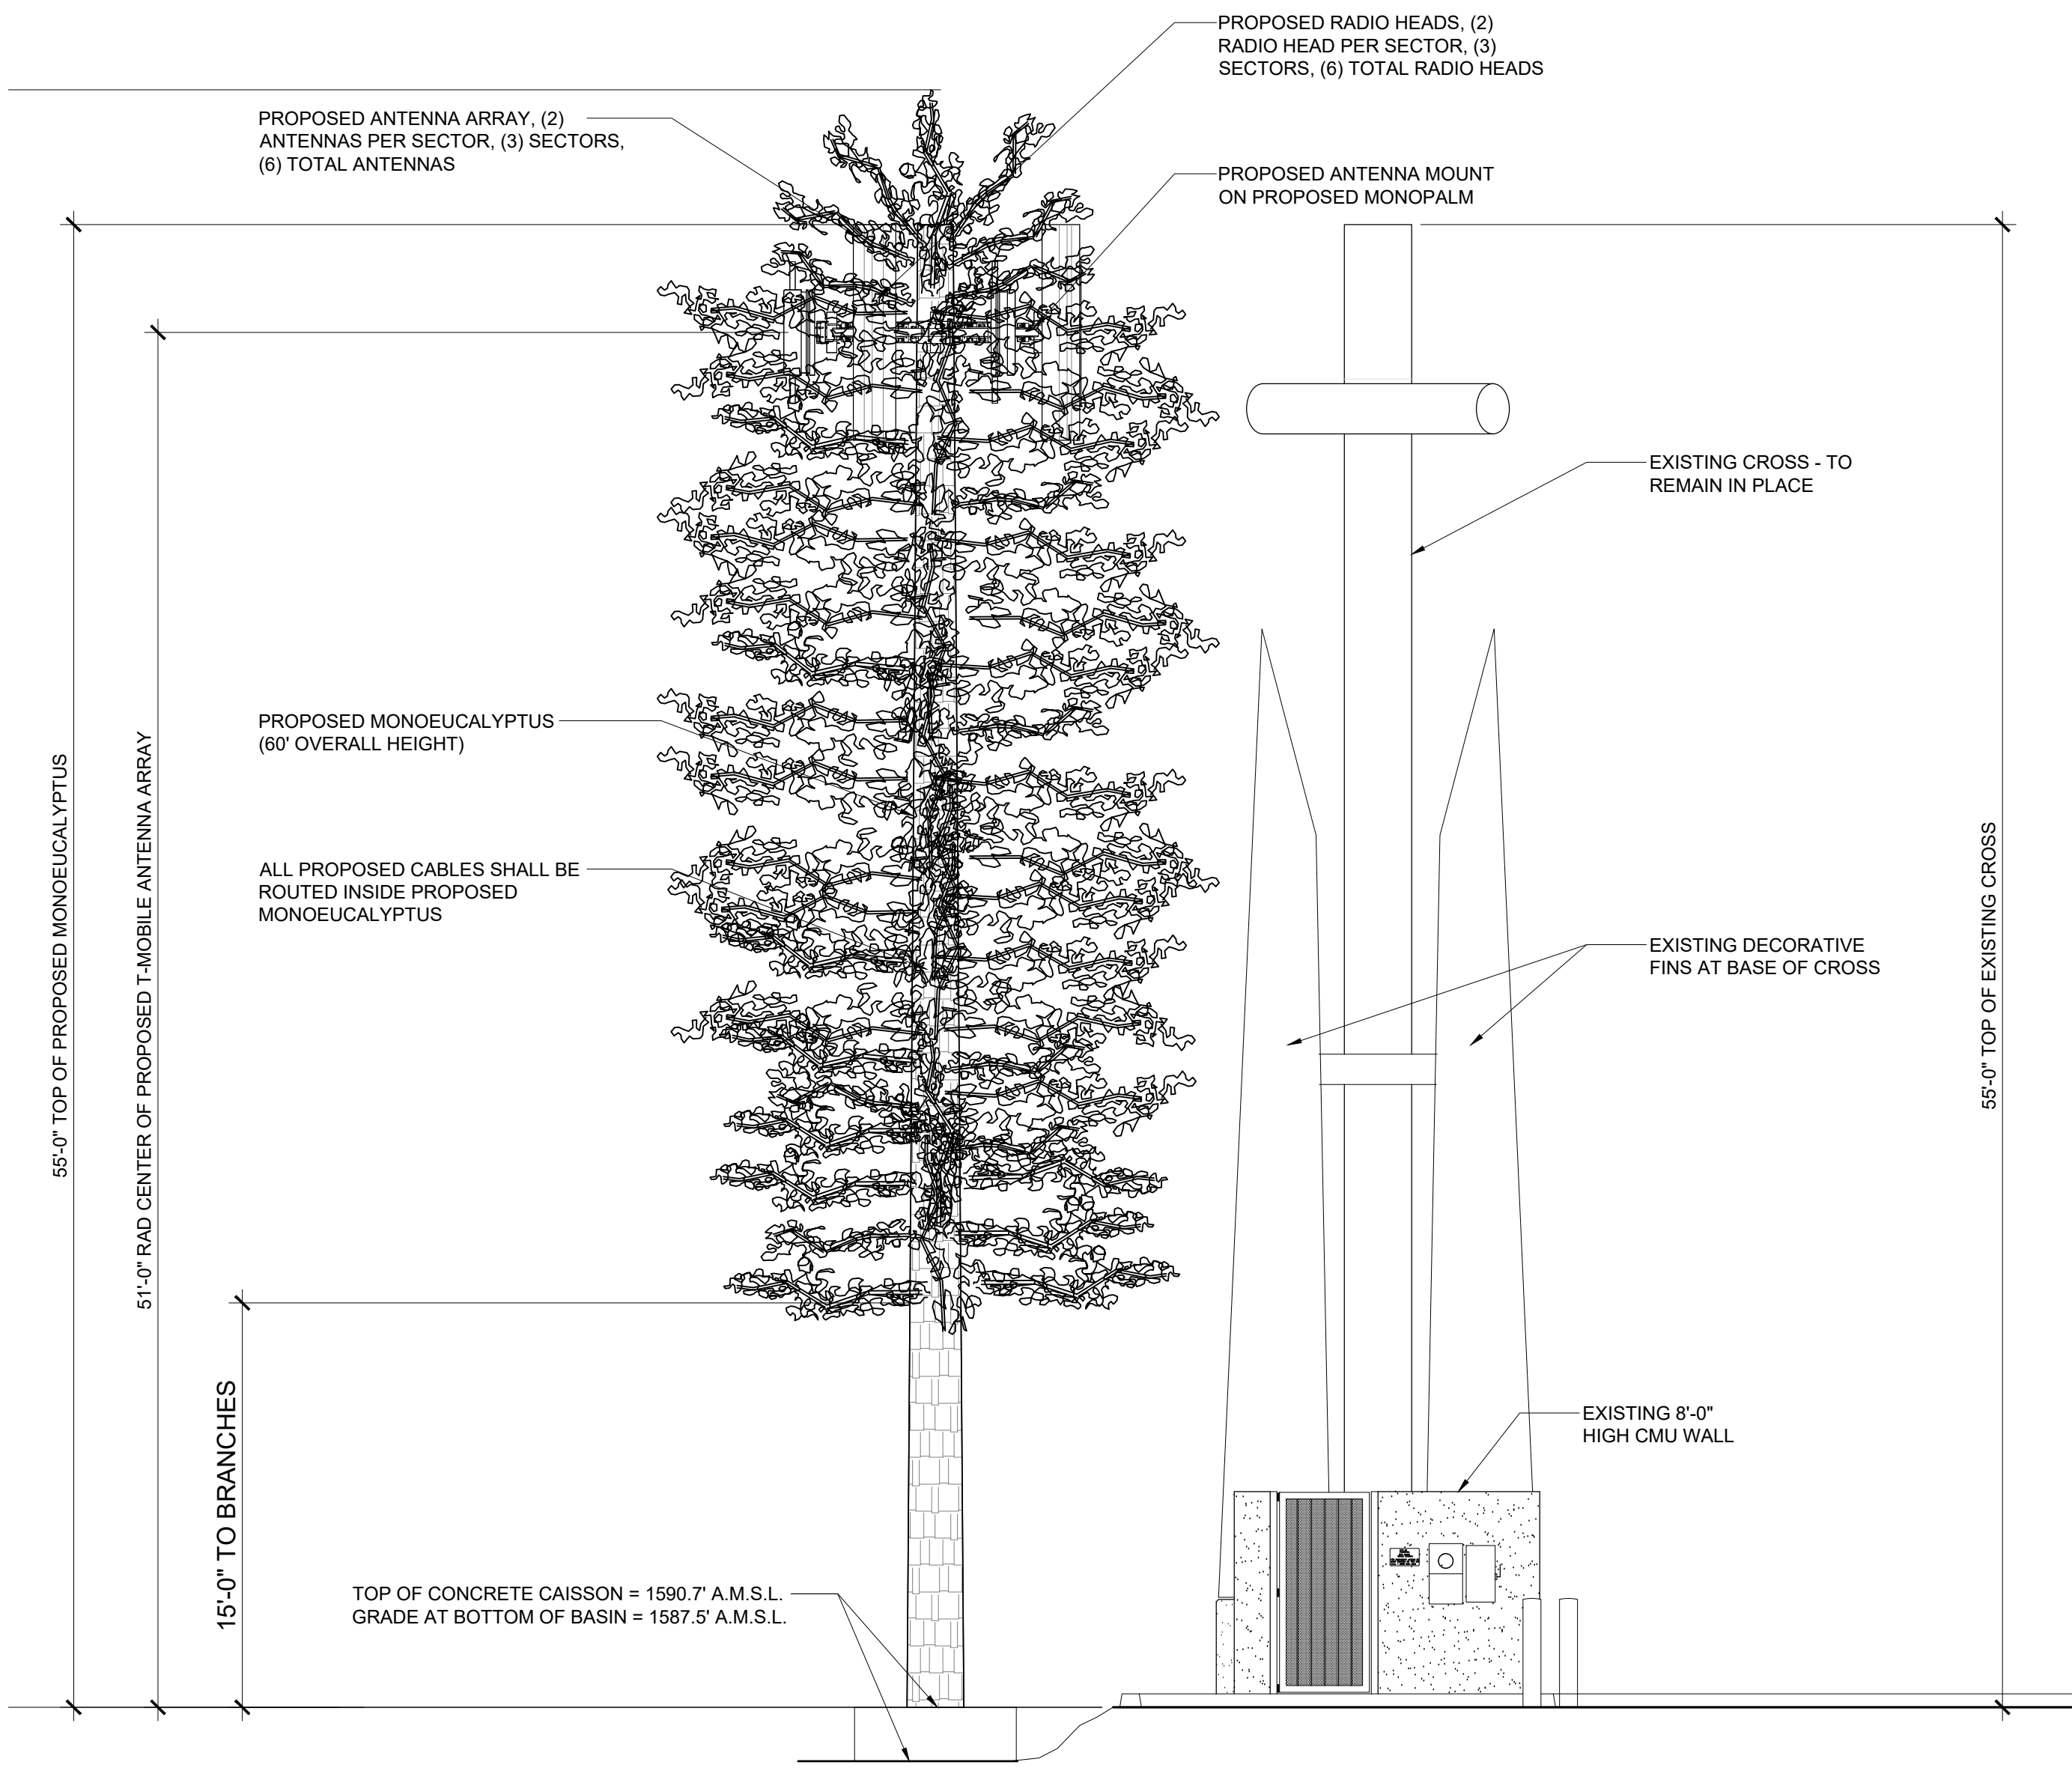 PROPOSED RADIO HEADS, (2)
RADIO HEAD PER SECTOR, (3)
SECTORS, (6) TOTAL RADIO HEADS
PROPOSED ANTENNA ARRAY, (2)
ANTENNAS PER SECTOR, (3) SECTORS,
(6) TOTAL ANTENNAS
PROPOSED ANTENNA MOUNT
ON PROPOSED MONOPALM
EXISTING CROSS - TO
REMAIN IN PLACE
PROPOSED MONOEUCALYPTUS
(60' OVERALL HEIGHT)
ALL PROPOSED CABLES SHALL BE
ROUTED INSIDE PROPOSED
MONOEUCALYPTUS
EXISTING DECORATIVE
FINS AT BASE OF CROSS
55'-0" TOP OF PROPOSED MONOEUCALYPTUS
51'-0" RAD CENTER OF PROPOSED T-MOBILE ANTENNA ARRAY
15'-0" TO BRANCHES
55'-0" TOP OF EXISTING CROSS
EXISTING 8'-0"
HIGH CMU WALL
TOP OF CONCRETE CAISSON = 1590.7' A.M.S.L.
GRADE AT BOTTOM OF BASIN = 1587.5' A.M.S.L.